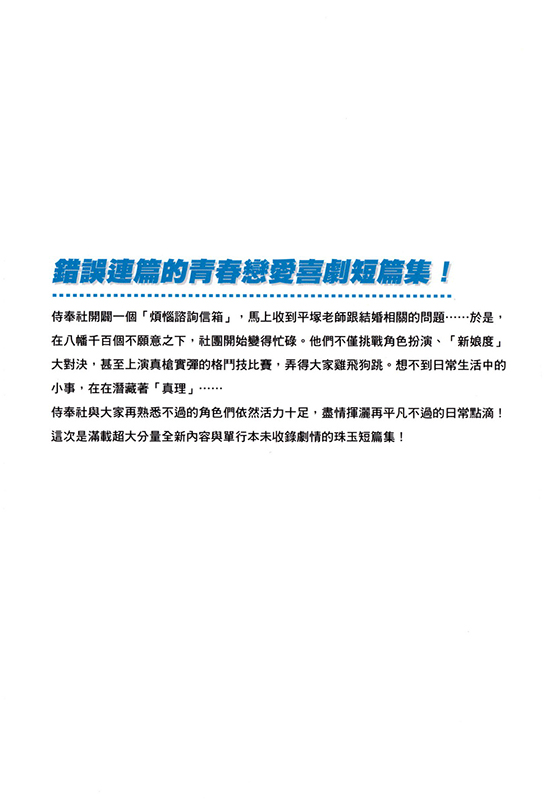 錯誤連篇的青春戀愛喜劇短篇集！
侍奉社開闢一個「煩惱諮詢信箱」，馬上收到平塚老師跟結婚相關的問題……於是，
在八幡千百個不願意之下，社團開始變得忙碌。他們不僅挑戰角色扮演、「新娘度」
大對決，甚至上演真槍實彈的格鬥技比賽，弄得大家雞飛狗跳。想不到日常生活中的
小事，在在潛藏著「真理」……
侍奉社與大家再熟悉不過的角色們依然活力十足，盡情揮灑再平凡不過的日常點滴！
這次是滿載超大分量全新內容與單行本未收錄劇情的珠玉短篇集！